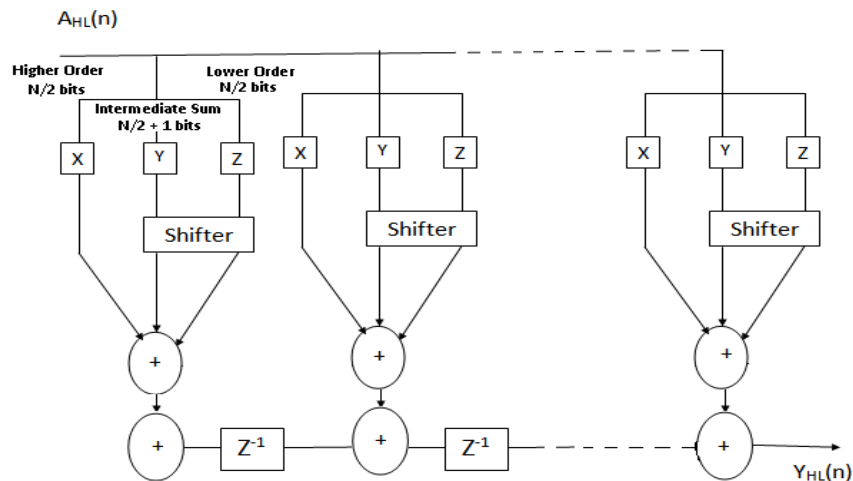 A_HL(n)
Higher Order
N/2 bits
Lower Order
N/2 bits
Intermediate Sum
N/2 + 1 bits
X Y Z X Y Z X Y Z
Shifter Shifter Shifter
+ + +
+ Z⁻¹ + Z⁻¹ +
Y_HL(n)